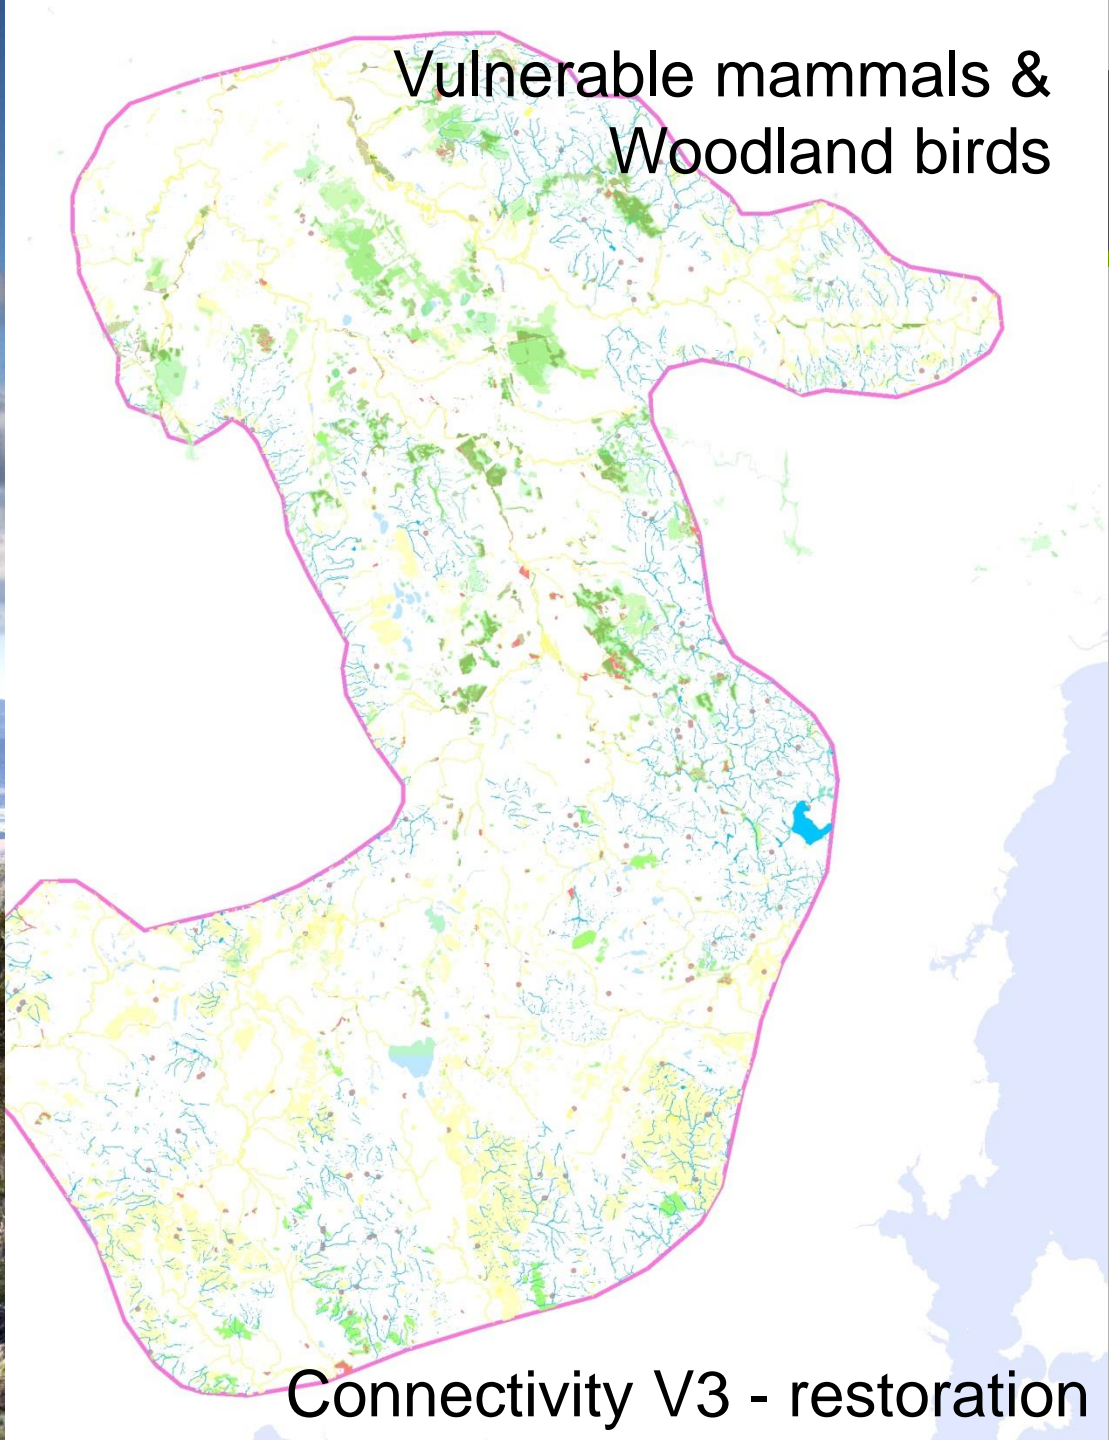 Vulnerable mammals &
Woodland birds
Connectivity V3 - restoration